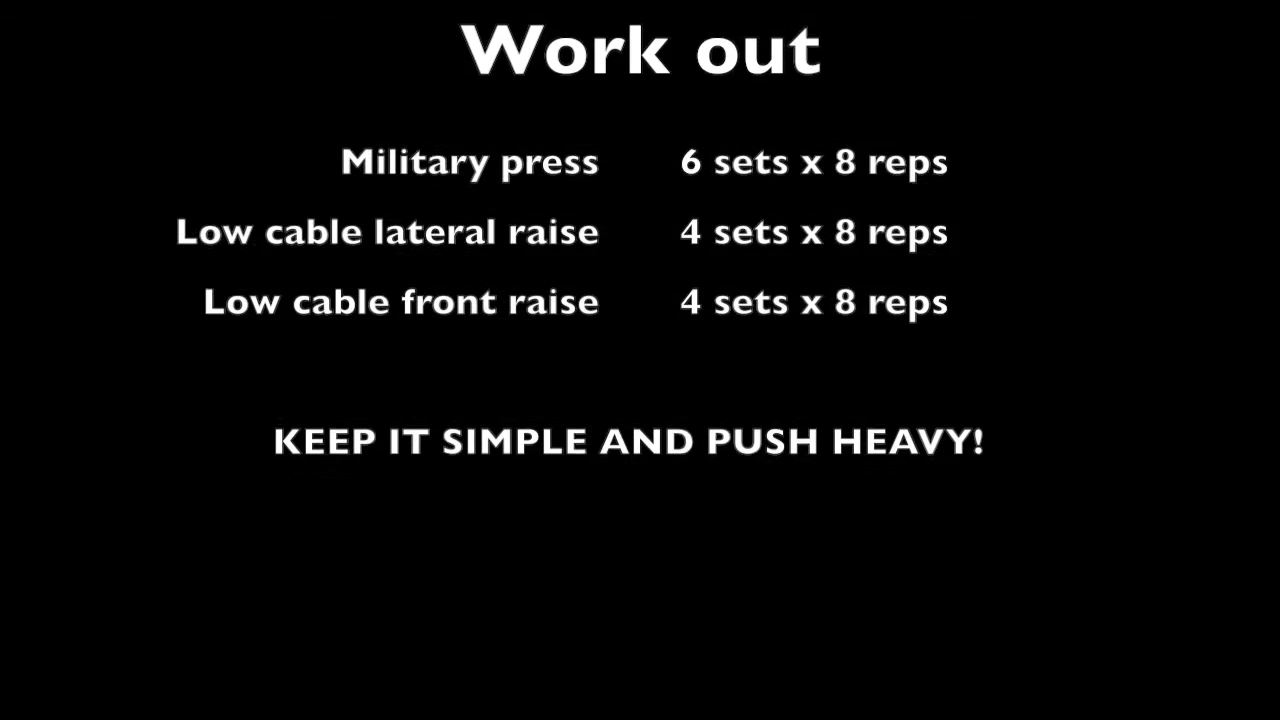 Work out
Military press 6 sets x 8 reps
Low cable lateral raise 4 sets x 8 reps
Low cable front raise 4 sets x 8 reps
KEEP IT SIMPLE AND PUSH HEAVY!